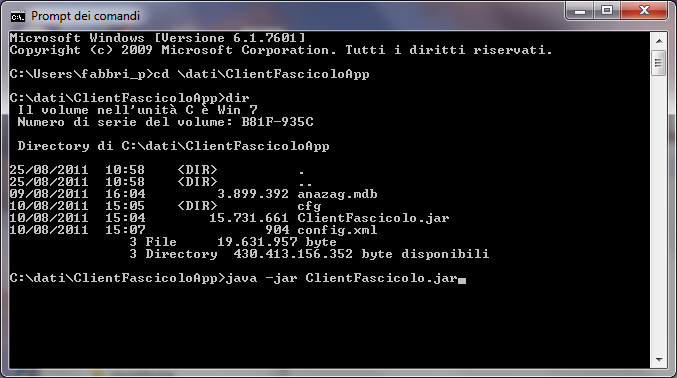 Prompt dei comandi
Microsoft Windows [Versione 6.1.7601]
Copyright (c) 2009 Microsoft Corporation. Tutti i diritti riservati.
C:\Users\fabbri_p>cd \dati\ClientFascicoloApp
C:\dati\ClientFascicoloApp>dir
Il volume nell'unità C è Win 7
Numero di serie del volume: B81F-935C
Directory di C:\dati\ClientFascicoloApp
25/08/2011  10:58    <DIR>          .
25/08/2011  10:58    <DIR>          ..
09/08/2011  16:04         3.899.392 anazag.mdb
10/08/2011  15:05    <DIR>          cfg
10/08/2011  15:04        15.731.661 ClientFascicolo.jar
10/08/2011  15:07               904 config.xml
3 File     19.631.957 byte
3 Directory  430.413.156.352 byte disponibili
C:\dati\ClientFascicoloApp>java -jar ClientFascicolo.jar